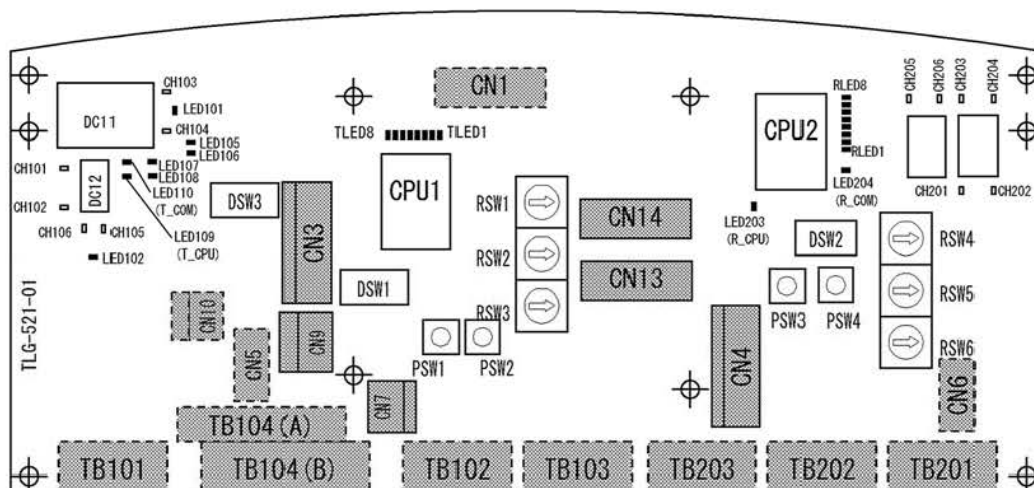 CN1
CH103
LED101
DC11
CH104
LED105
LED106
CH101
DC12
LED107
LED108
LED110
(T_COM)
CH102
CH106
CH105
LED109
(T_CPU)
LED102
TLG-521-01
TLED8
TLED1
CPU1
DSW3
CN3
DSW1
CN10
CN9
CN5
CN7
PSW1
PSW2
RSW1
RSW2
RSW3
CN14
CN13
CPU2
RLED8
RLED1
LED204
(R_COM)
LED203
(R_CPU)
CH205
CH206
CH203
CH204
CH201
CH202
DSW2
PSW3
PSW4
RSW4
RSW5
RSW6
CN4
CN6
TB104(A)
TB101
TB104(B)
TB102
TB103
TB203
TB202
TB201